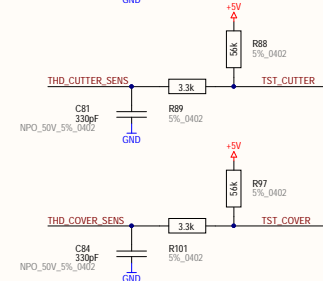 GND
+5V
56k
R88
5%_0402
THD_CUTTER_SENS
3.3k
TST_CUTTER
C81
330pF
NPO_50V_5%_0402
R89
5%_0402
GND
+5V
56k
R97
5%_0402
THD_COVER_SENS
3.3k
TST_COVER
C84
330pF
NPO_50V_5%_0402
R101
5%_0402
GND